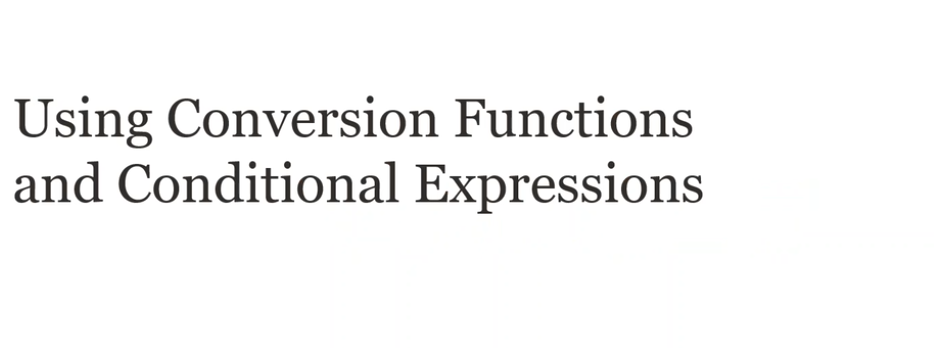 Using Conversion Functions
and Conditional Expressions